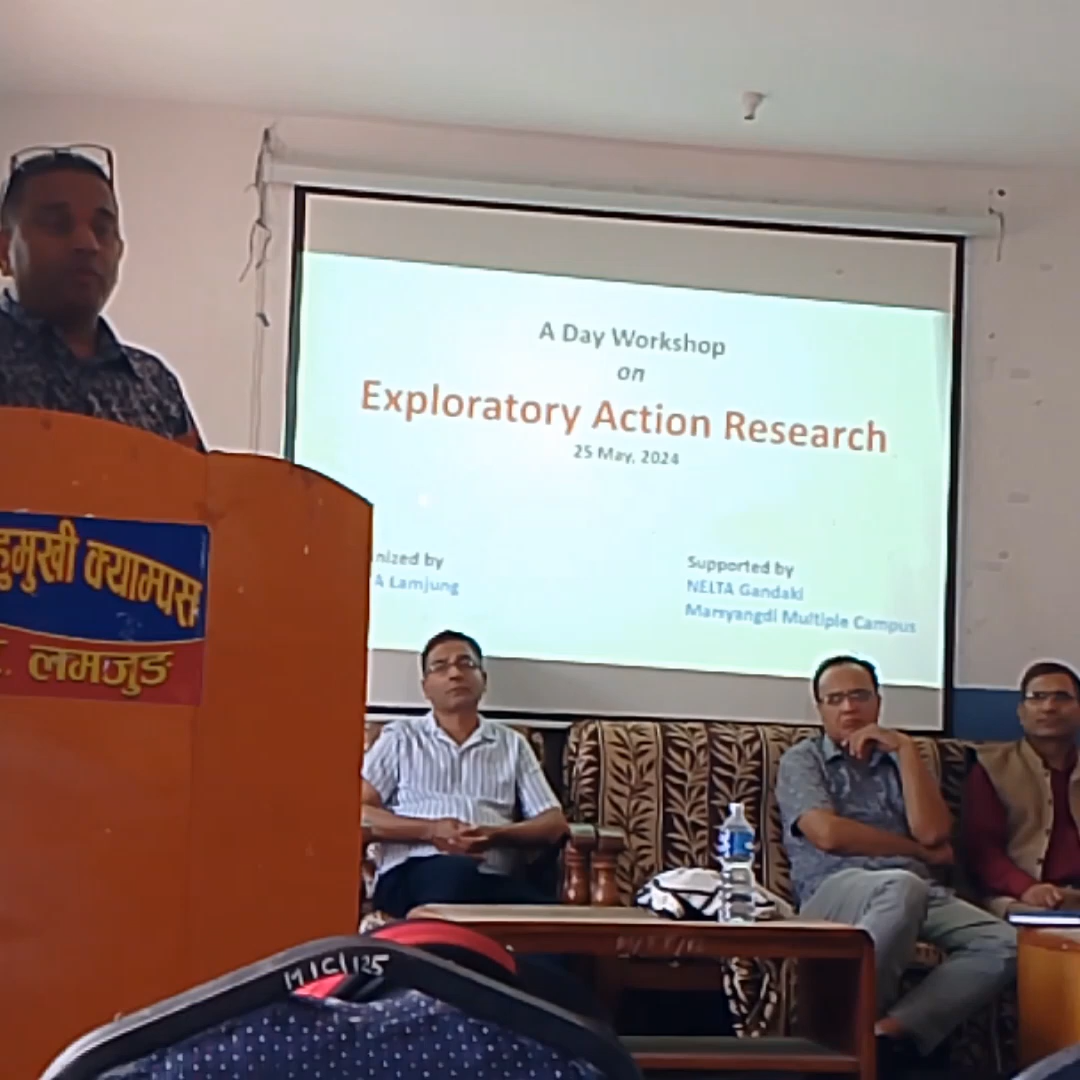 A Day Workshop
on
Exploratory Action Research
25 May, 2024
nized by
A Lamjung
Supported by
NELTA Gandaki
Marsyangdi Multiple Campus
हुमुखी क्याम्पस
लमजुङ
M/C/125